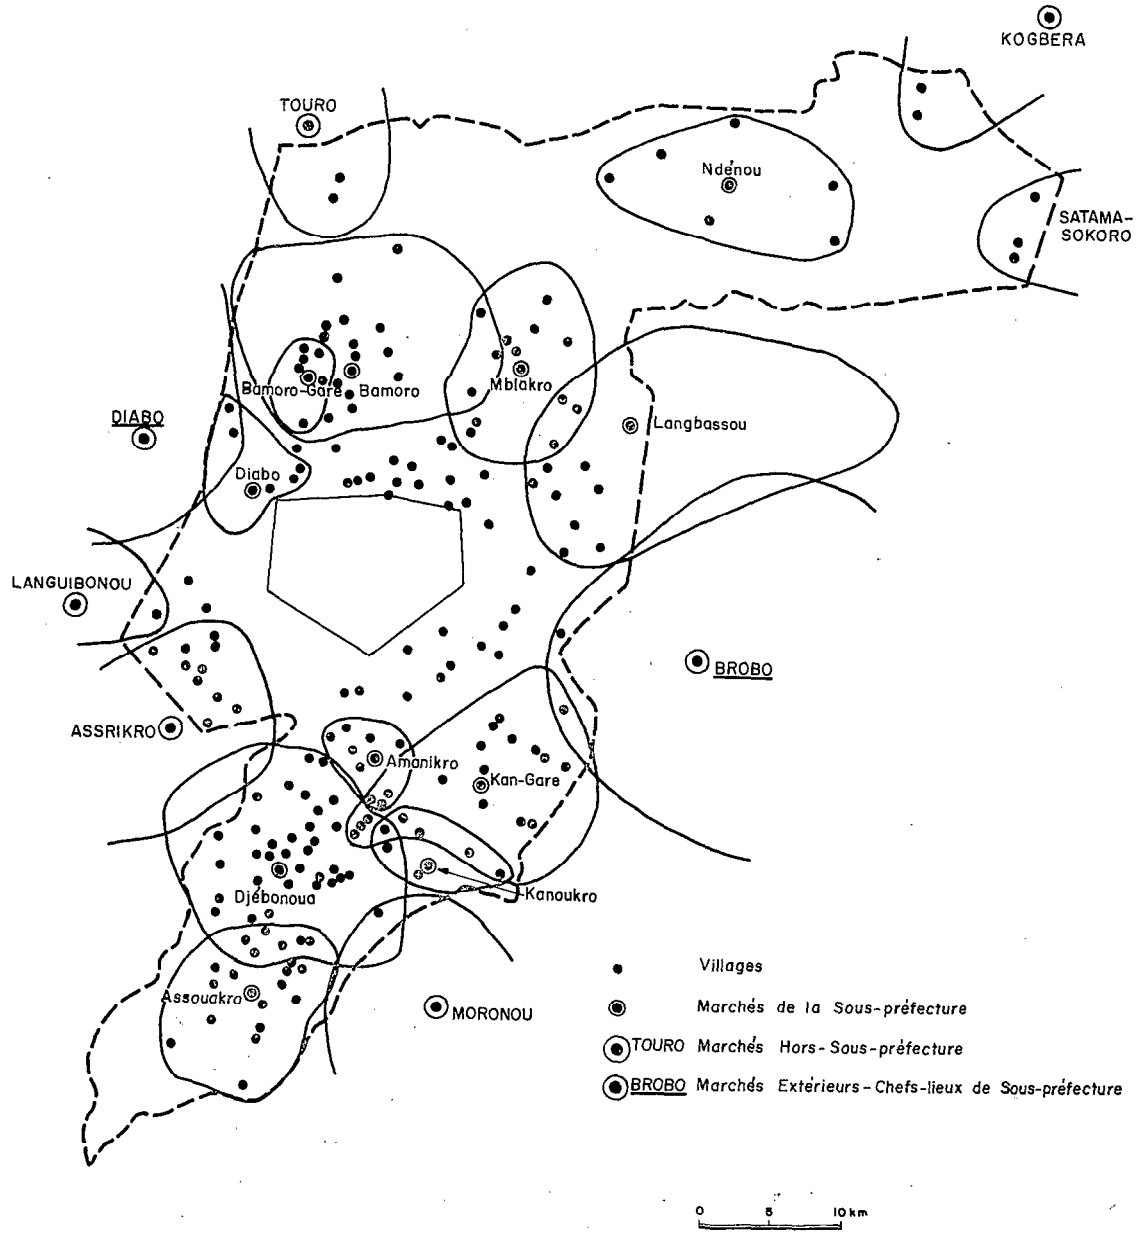 KOGBERA
TOURO
Ndénou
SATAMA-
SOKORO
Bamoro-Gare
Bamoro
Mblakro
DIABO
Langbassou
Diabo
LANGUIBONOU
BROBO
ASSRIKRO
Amanikro
Kan-Gare
Djébonoua
Kanoukro
Assouakro
MORONOU
Villages
Marchés de la Sous-préfecture
TOURO Marchés Hors-Sous-préfecture
BROBO Marchés Extérieurs-Chefs-lieux de Sous-préfecture
0 5 10 km